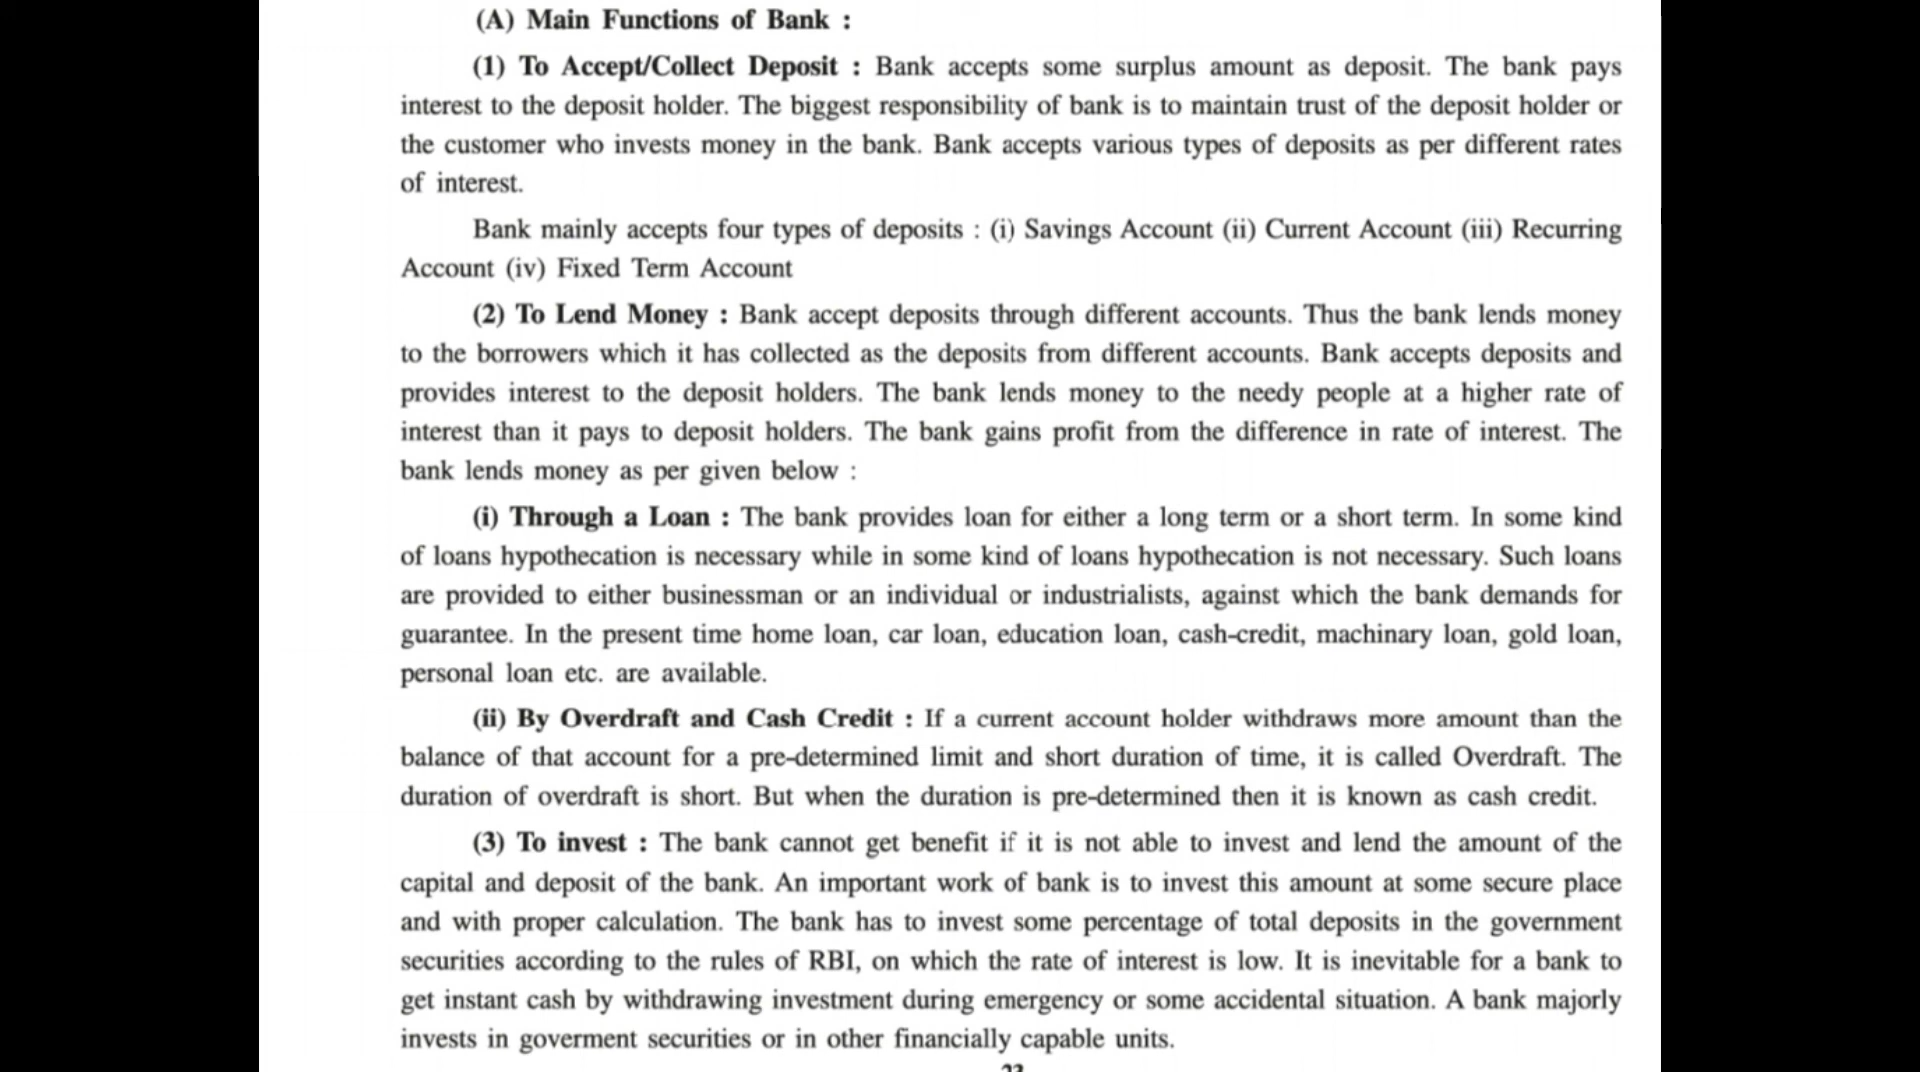 (A) Main Functions of Bank :
(1) To Accept/Collect Deposit : Bank accepts some surplus amount as deposit. The bank pays
interest to the deposit holder. The biggest responsibility of bank is to maintain trust of the deposit holder or
the customer who invests money in the bank. Bank accepts various types of deposits as per different rates
of interest.
Bank mainly accepts four types of deposits : (i) Savings Account (ii) Current Account (iii) Recurring
Account (iv) Fixed Term Account
(2) To Lend Money : Bank accept deposits through different accounts. Thus the bank lends money
to the borrowers which it has collected as the deposits from different accounts. Bank accepts deposits and
provides interest to the deposit holders. The bank lends money to the needy people at a higher rate of
interest than it pays to deposit holders. The bank gains profit from the difference in rate of interest. The
bank lends money as per given below :
(i) Through a Loan : The bank provides loan for either a long term or a short term. In some kind
of loans hypothecation is necessary while in some kind of loans hypothecation is not necessary. Such loans
are provided to either businessman or an individual or industrialists, against which the bank demands for
guarantee. In the present time home loan, car loan, education loan, cash-credit, machinary loan, gold loan,
personal loan etc. are available.
(ii) By Overdraft and Cash Credit : If a current account holder withdraws more amount than the
balance of that account for a pre-determined limit and short duration of time, it is called Overdraft. The
duration of overdraft is short. But when the duration is pre-determined then it is known as cash credit.
(3) To invest : The bank cannot get benefit if it is not able to invest and lend the amount of the
capital and deposit of the bank. An important work of bank is to invest this amount at some secure place
and with proper calculation. The bank has to invest some percentage of total deposits in the government
securities according to the rules of RBI, on which the rate of interest is low. It is inevitable for a bank to
get instant cash by withdrawing investment during emergency or some accidental situation. A bank majorly
invests in goverment securities or in other financially capable units.